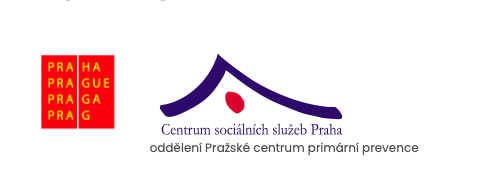 PRAHA
PRAGUE
PRAGA
PRAG
Centrum sociálních služeb Praha
oddělení Pražské centrum primární prevence